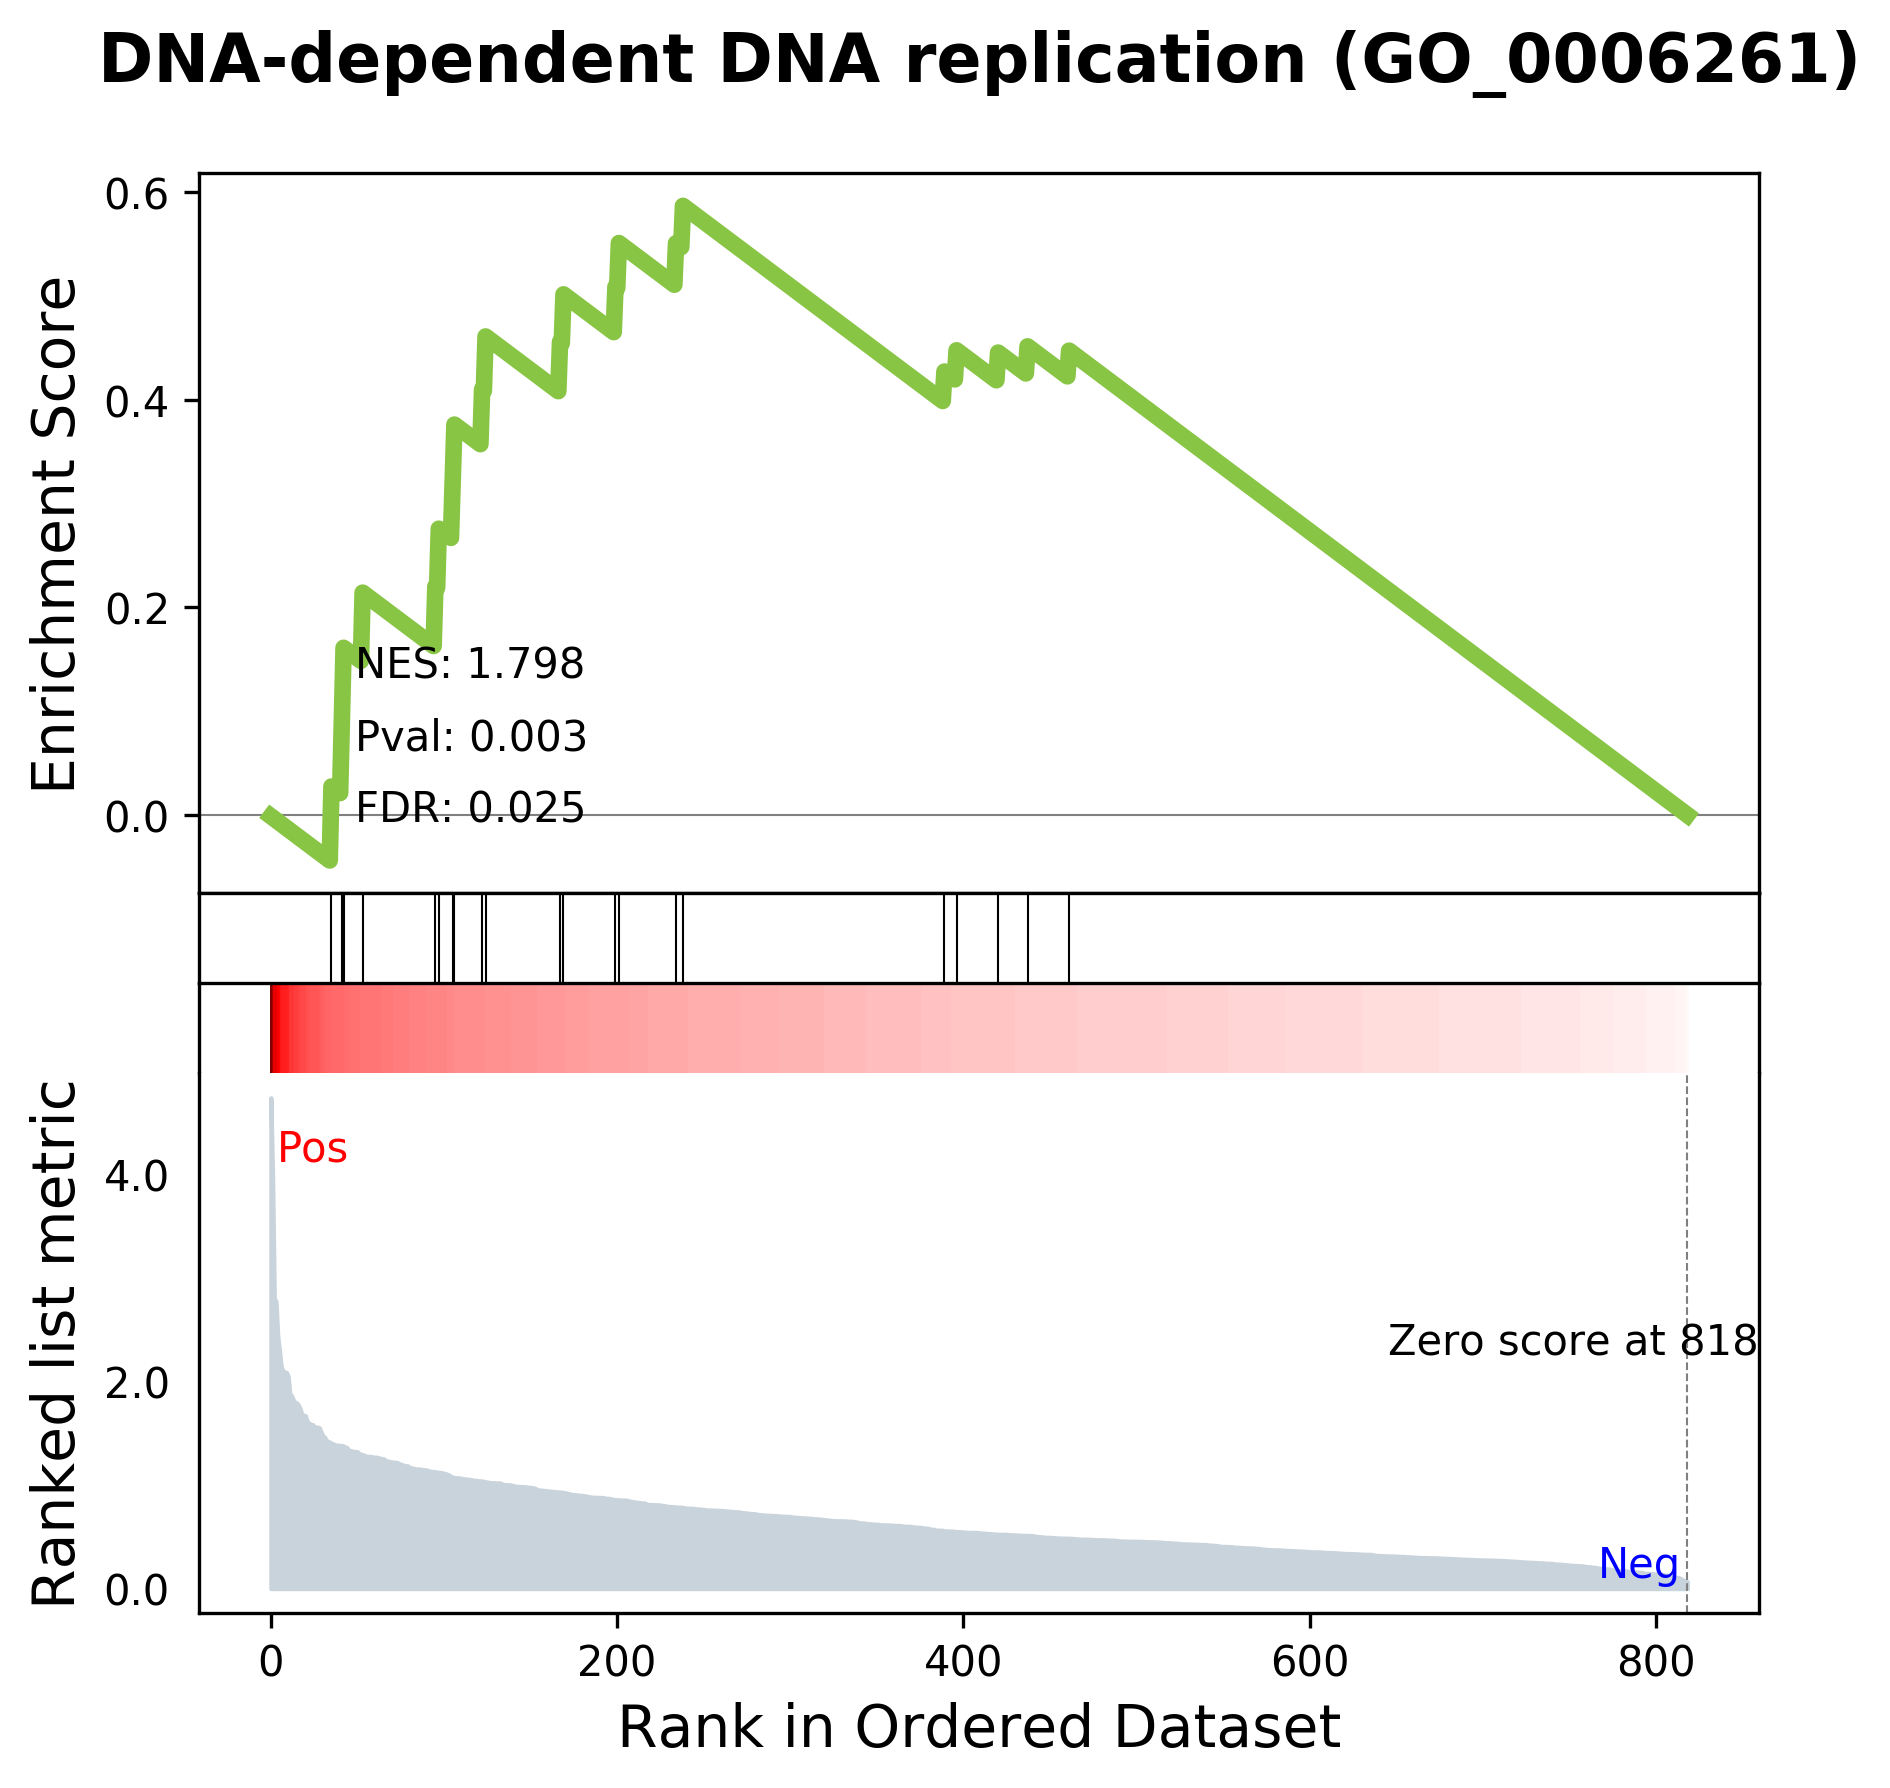 DNA-dependent DNA replication (GO_0006261)
Enrichment Score
0.6
0.4
0.2
0.0
NES: 1.798
Pval: 0.003
FDR: 0.025
Ranked list metric
4.0
2.0
0.0
Pos
Zero score at 818
Neg
0 200 400 600 800
Rank in Ordered Dataset